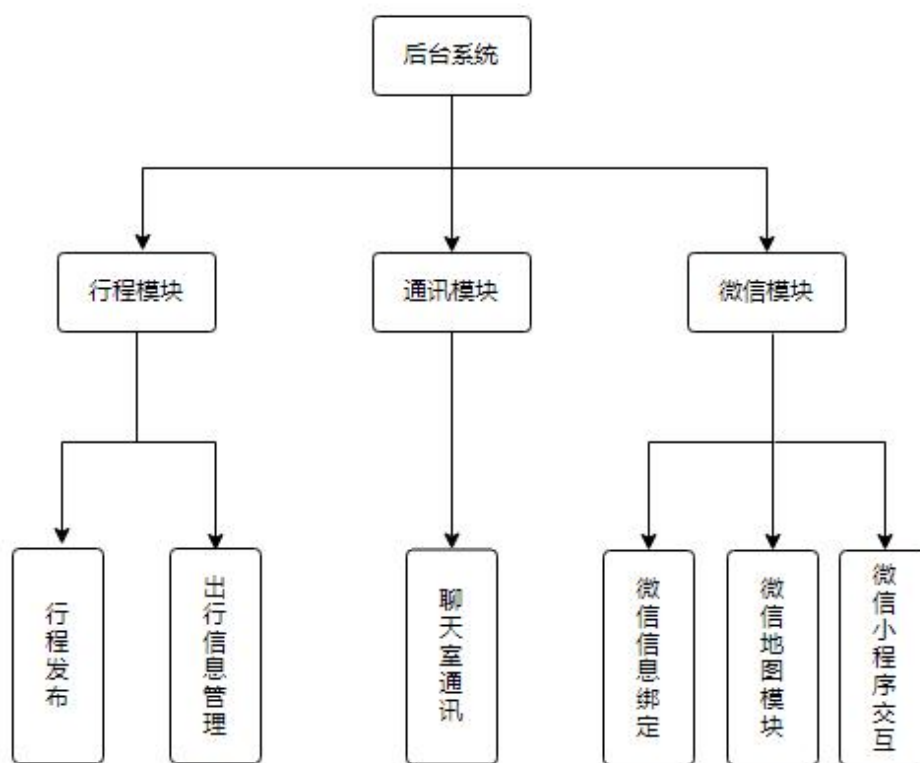 后台系统
行程模块
通讯模块
微信模块
行程发布
出行信息管理
聊天室通讯
微信信息绑定
微信地图模块
微信小程序交互